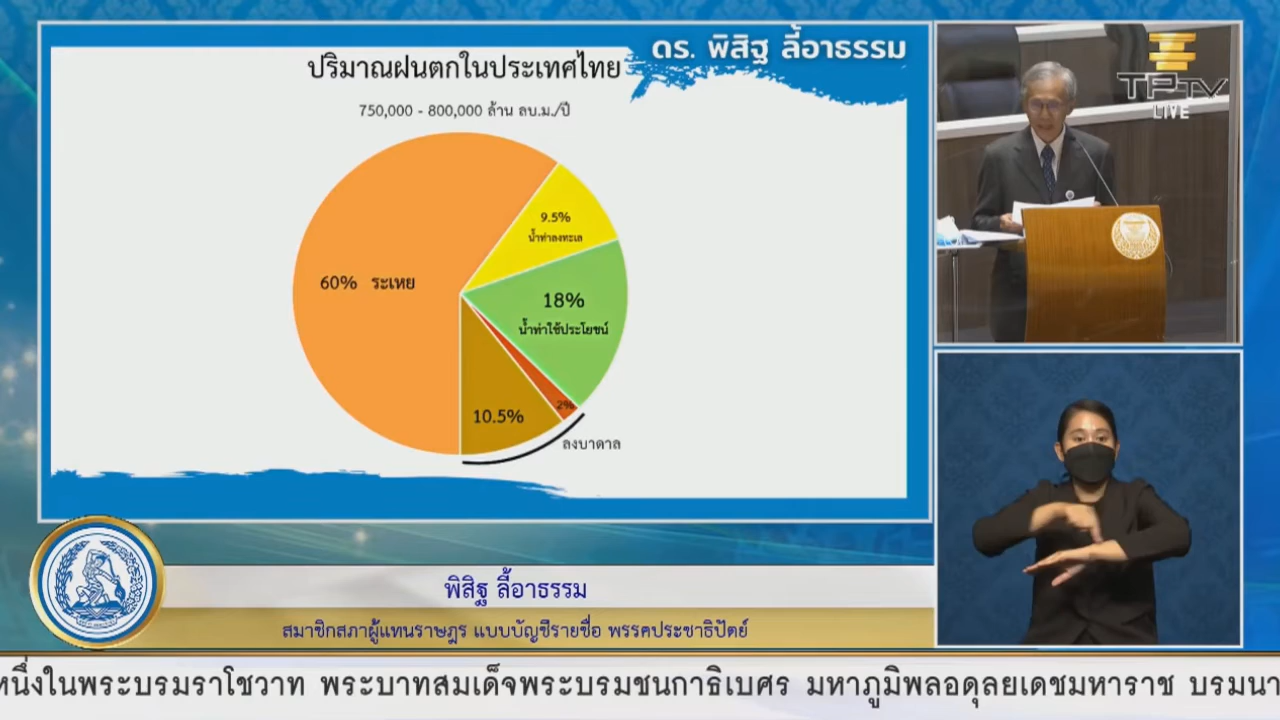 ดร. พิสิฐ ลี้อาธรรม
ปริมาณฝนตกในประเทศไทย
750,000 - 800,000 ล้าน ลบ.ม./ปี
9.5%
น้ำท่าลงทะเล
60% ระเหย
18%
น้ำท่าใช้ประโยชน์
2%
10.5%
ลงบาดาล
TPTV
LIVE
พิสิฐ ลี้อาธรรม
สมาชิกสภาผู้แทนราษฎร แบบบัญชีรายชื่อ พรรคประชาธิปัตย์
หนึ่งในพระบรมราโชวาท พระบาทสมเด็จพระบรมชนกาธิเบศร มหาภูมิพลอดุลยเดชมหาราช บรมนา